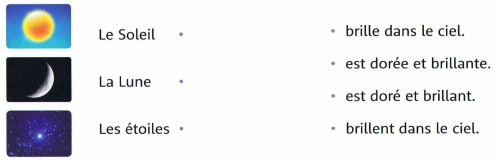 Le Soleil
La Lune
Les étoiles
brille dans le ciel.
est dorée et brillante.
est doré et brillant.
brillent dans le ciel.